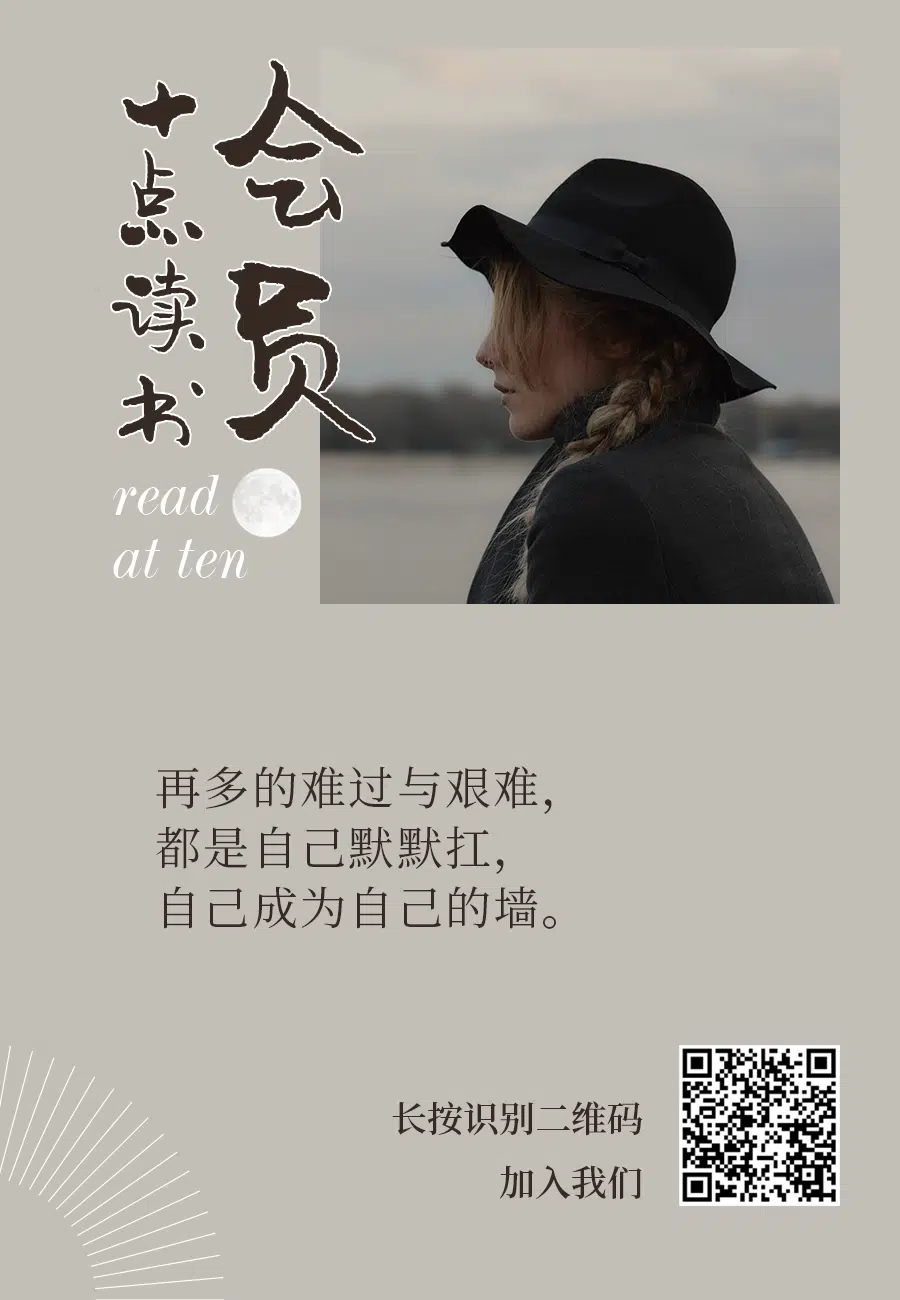 十点读书
会员
read
at ten
再多的难过与艰难，
都是自己默默扛，
自己成为自己的墙。
长按识别二维码
加入我们